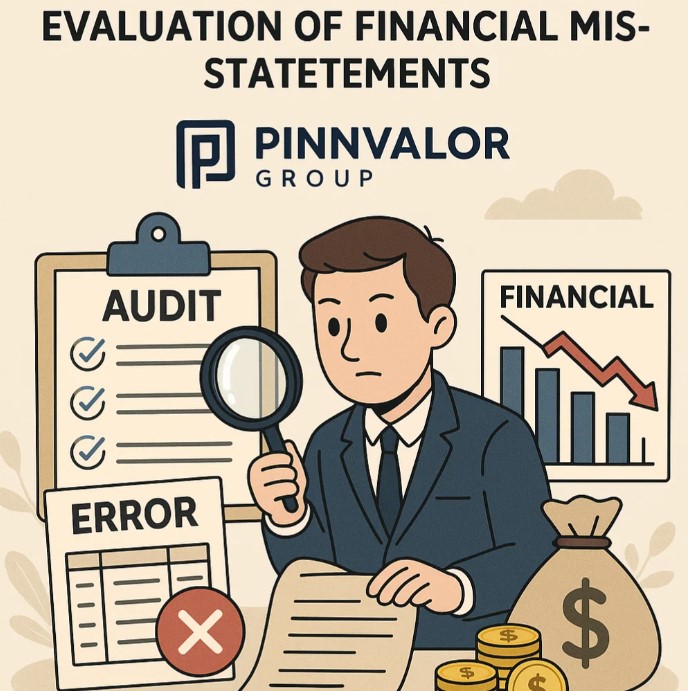 EVALUATION OF FINANCIAL MIS-
STATETEMENTS
PINNVALOR
GROUP
AUDIT
FINANCIAL
ERROR
$
$
$
$